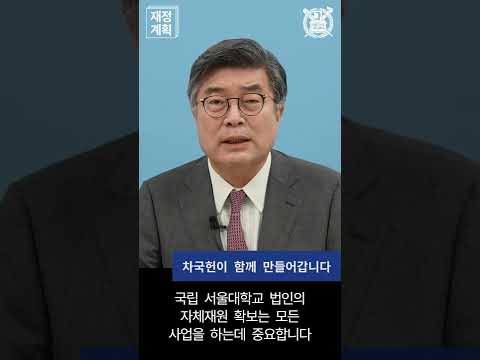 재정
계획
차국헌이 함께 만들어갑니다
국립 서울대학교 법인의
자체재원 확보는 모든
사업을 하는데 중요합니다